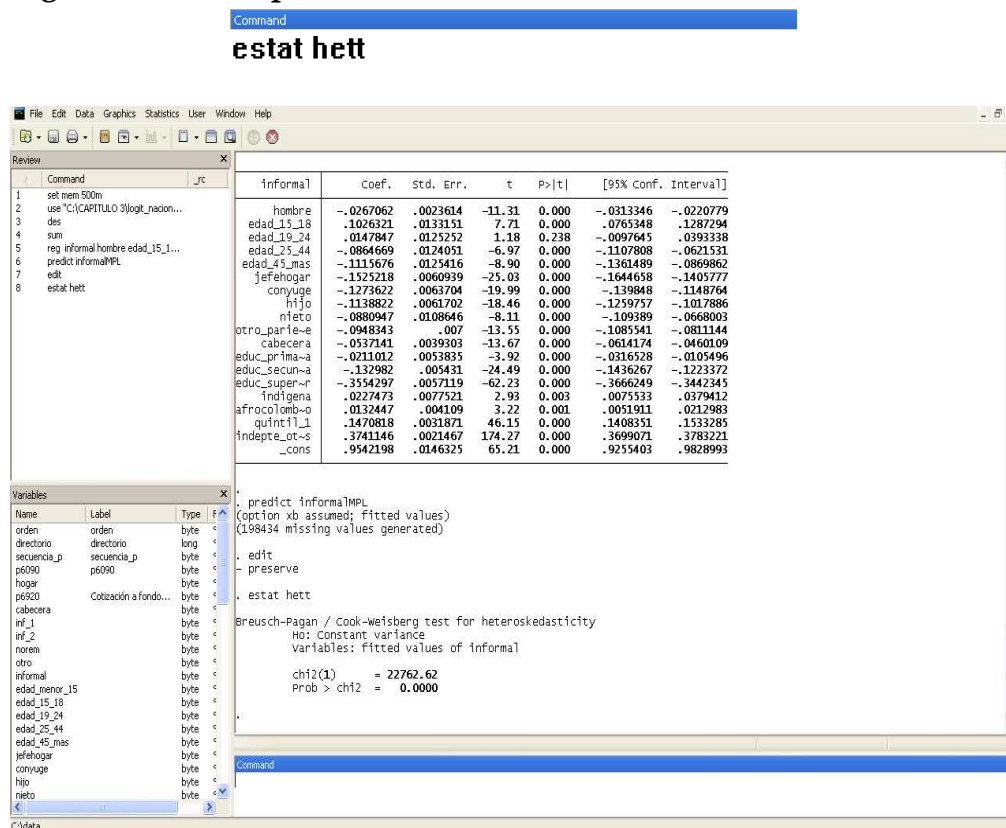 Command
estat hett
File Edit Data Graphics Statistics User Window Help
Review
Command _rc
1 set mem 500m
2 use "C:\CAPITULO 3\logit_nacion...
3 des
4 sum
5 reg informal hombre edad_15_1...
6 predict informalMPL
7 edit
8 estat hett
informal Coef. Std. Err. t P>|t| [95% Conf. Interval]
hombre -.0267062 .0023614 -11.31 0.000 -.0313346 -.0220779
edad_15_18 .1026321 .0133151 7.71 0.000 .0765348 .1287294
edad_19_24 .0147847 .0125252 1.18 0.238 -.0097645 .0393338
edad_25_44 -.0864669 .0124051 -6.97 0.000 -.1107808 -.0621531
edad_45_mas -.1115676 .0125416 -8.90 0.000 -.1361489 -.0869862
jefehogar -.1525218 .0060939 -25.03 0.000 -.1644658 -.1405777
conyuge -.1273622 .0063704 -19.99 0.000 -.139848 -.1148764
hijo -.1138822 .0061702 -18.46 0.000 -.1259757 -.1017886
nieto -.0880947 .0108646 -8.11 0.000 -.109389 -.0668003
otro_parie~e -.0948343 .007 -13.55 0.000 -.1085541 -.0811144
cabecera -.0537141 .0039303 -13.67 0.000 -.0614174 -.0460109
educ_prima~a -.0211012 .0053835 -3.92 0.000 -.0316528 -.0105496
educ_secun~a -.132982 .005431 -24.49 0.000 -.1436267 -.1223372
educ_super~r -.3554297 .0057119 -62.23 0.000 -.3666249 -.3442345
indigena .0227473 .0077521 2.93 0.003 .0075533 .0379412
afrocolomb~o .0132447 .004109 3.22 0.001 .0051911 .0212983
quintil_1 .1470818 .0031871 46.15 0.000 .1408351 .1533285
indepte_ot~s .3741146 .0021467 174.27 0.000 .3699071 .3783221
_cons .9542198 .0146325 65.21 0.000 .9255403 .9828993
. predict informalMPL
(option xb assumed; fitted values)
(198434 missing values generated)
. edit
- preserve
. estat hett
Breusch-Pagan / Cook-Weisberg test for heteroskedasticity
Ho: Constant variance
Variables: fitted values of informal
chi2(1) = 22762.62
Prob > chi2 = 0.0000
.
Variables
Name Label Type F
orden orden byte
directorio directorio long
secuencia_p secuencia_p byte
p6090 p6090 byte
hogar byte
p6920 Cotización a fondo... byte
cabecera byte
inf_1 byte
inf_2 byte
norem byte
otro byte
informal byte
edad_menor_15 byte
edad_15_18 byte
edad_19_24 byte
edad_25_44 byte
edad_45_mas byte
jefehogar byte
conyuge byte
hijo byte
nieto byte
Command
C:\data